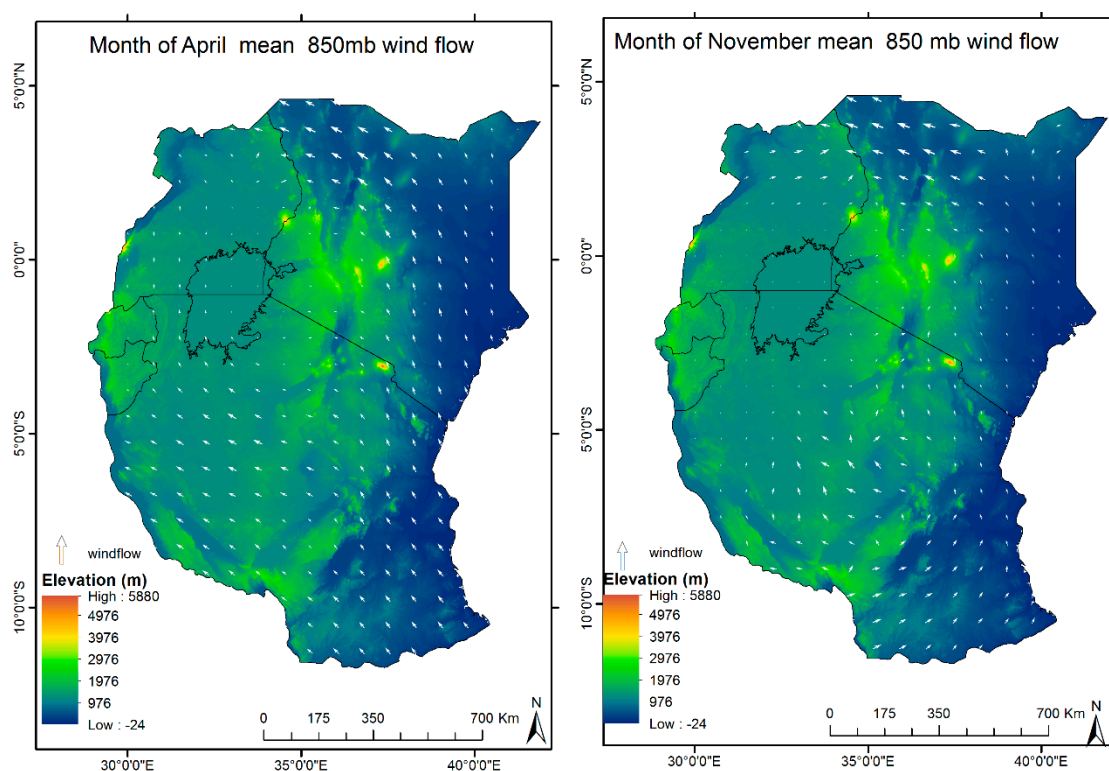 Month of April  mean  850mb wind flow
5°0'0"N
0°0'0"
5°0'0"S
10°0'0"S
windflow
Elevation (m)
High : 5880
4976
3976
2976
1976
976
Low : -24
0 175 350 700 Km
N
30°0'0"E 35°0'0"E 40°0'0"E
Month of November mean  850 mb wind flow
5°0'0"N
0°0'0"
5°0'0"S
10°0'0"S
windflow
Elevation (m)
High : 5880
4976
3976
2976
1976
976
Low : -24
0 175 350 700 Km
N
30°0'0"E 35°0'0"E 40°0'0"E